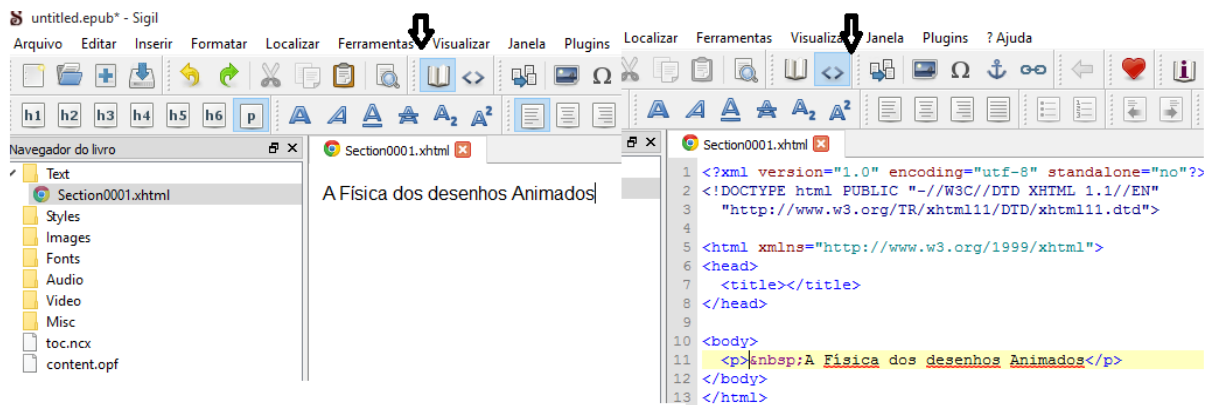 untitled.epub* - Sigil
Arquivo Editar Inserir Formatar Localizar Ferramentas Visualizar Janela Plugins
h1 h2 h3 h4 h5 h6 p A A A A A₂ A²
Navegador do livro
Section0001.xhtml
Text
Section0001.xhtml
Styles
Images
Fonts
Audio
Video
Misc
toc.ncx
content.opf
A Física dos desenhos Animados
Localizar Ferramentas Visualizar Janela Plugins ? Ajuda
A A A A A₂ A²
Section0001.xhtml
1 <?xml version="1.0" encoding="utf-8" standalone="no"?>
2 <!DOCTYPE html PUBLIC "-//W3C//DTD XHTML 1.1//EN"
3 "http://www.w3.org/TR/xhtml11/DTD/xhtml11.dtd">
4
5 <html xmlns="http://www.w3.org/1999/xhtml">
6 <head>
7 <title></title>
8 </head>
9
10 <body>
11 <p>&nbsp;A Física dos desenhos Animados</p>
12 </body>
13 </html>